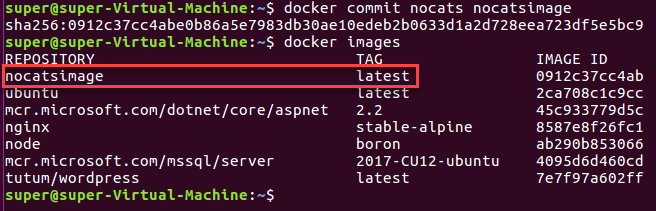 super@super-Virtual-Machine:~$ docker commit nocats nocatsimage
sha256:0912c37cc4abe0b86a5e7983db30ae10edeb2b0633d1a2d728eea723df5e5bc9
super@super-Virtual-Machine:~$ docker images
REPOSITORY TAG IMAGE ID
nocatsimage latest 0912c37cc4ab
ubuntu latest 2ca708c1c9cc
mcr.microsoft.com/dotnet/core/aspnet 2.2 45c933779d5c
nginx stable-alpine 8587e8f26fc1
node boron ab290b853066
mcr.microsoft.com/mssql/server 2017-CU12-ubuntu 4095d6d460cd
tutum/wordpress latest 7e7f97a602ff
super@super-Virtual-Machine:~$